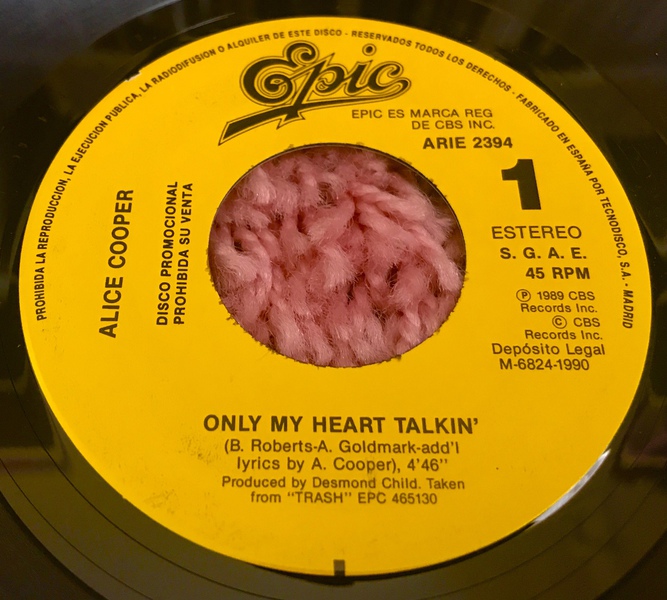 PROHIBIDA LA REPRODUCCION, LA EJECUCION PUBLICA, LA RADIODIFUSION O ALQUILER DE ESTE DISCO - RESERVADOS TODOS LOS DERECHOS - FABRICADO EN ESPAÑA POR TECNODISCO, S.A. - MADRID
Epic
EPIC ES MARCA REG
DE CBS INC.
ARIE 2394
1
ESTEREO
S. G. A. E.
45 RPM
Ⓟ 1989 CBS
Records Inc.
© CBS
Records Inc.
Depósito Legal
M-6824-1990
ALICE COOPER
DISCO PROMOCIONAL
PROHIBIDA SU VENTA
ONLY MY HEART TALKIN'
(B. Roberts-A. Goldmark-add'l
lyrics by A. Cooper), 4'46"
Produced by Desmond Child. Taken
from "TRASH" EPC 465130